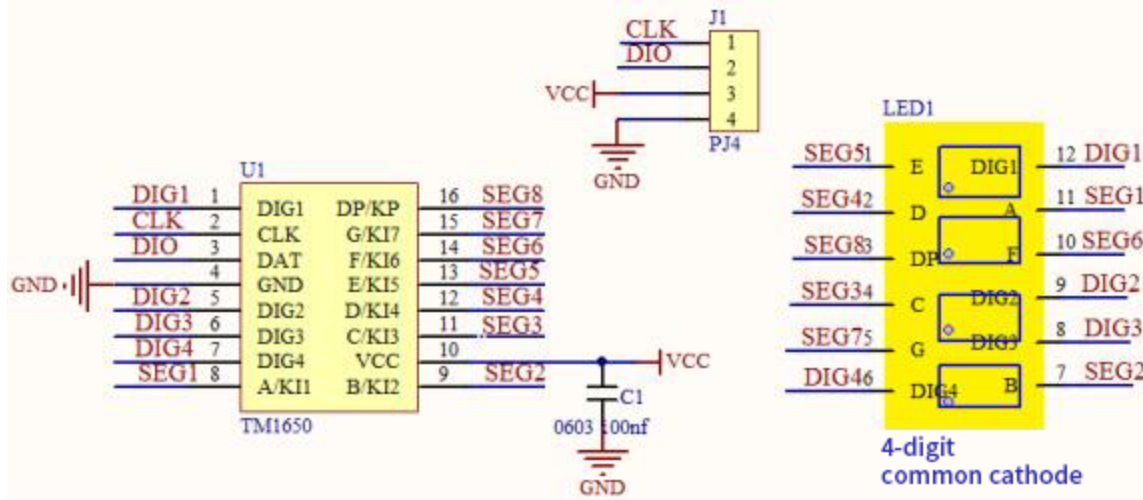 J1
CLK 1
DIO 2
VCC 3
4
PJ4
GND
U1
DIG1 1 DIG1 DP/KP 16 SEG8
CLK 2 CLK G/KI7 15 SEG7
DIO 3 DAT F/KI6 14 SEG6
GND 4 GND E/KI5 13 SEG5
DIG2 5 DIG2 D/KI4 12 SEG4
DIG3 6 DIG3 C/KI3 11 SEG3
DIG4 7 DIG4 VCC 10 VCC
SEG1 8 A/KI1 B/KI2 9 SEG2
TM1650
C1
0603 100nf
GND
LED1
SEG5 1 E DIG1 12 DIG1
SEG4 2 D A 11 SEG1
SEG8 3 DP F 10 SEG6
SEG3 4 C DIG2 9 DIG2
SEG7 5 G DIG3 8 DIG3
DIG4 6 DIG4 B 7 SEG2
4-digit
common cathode